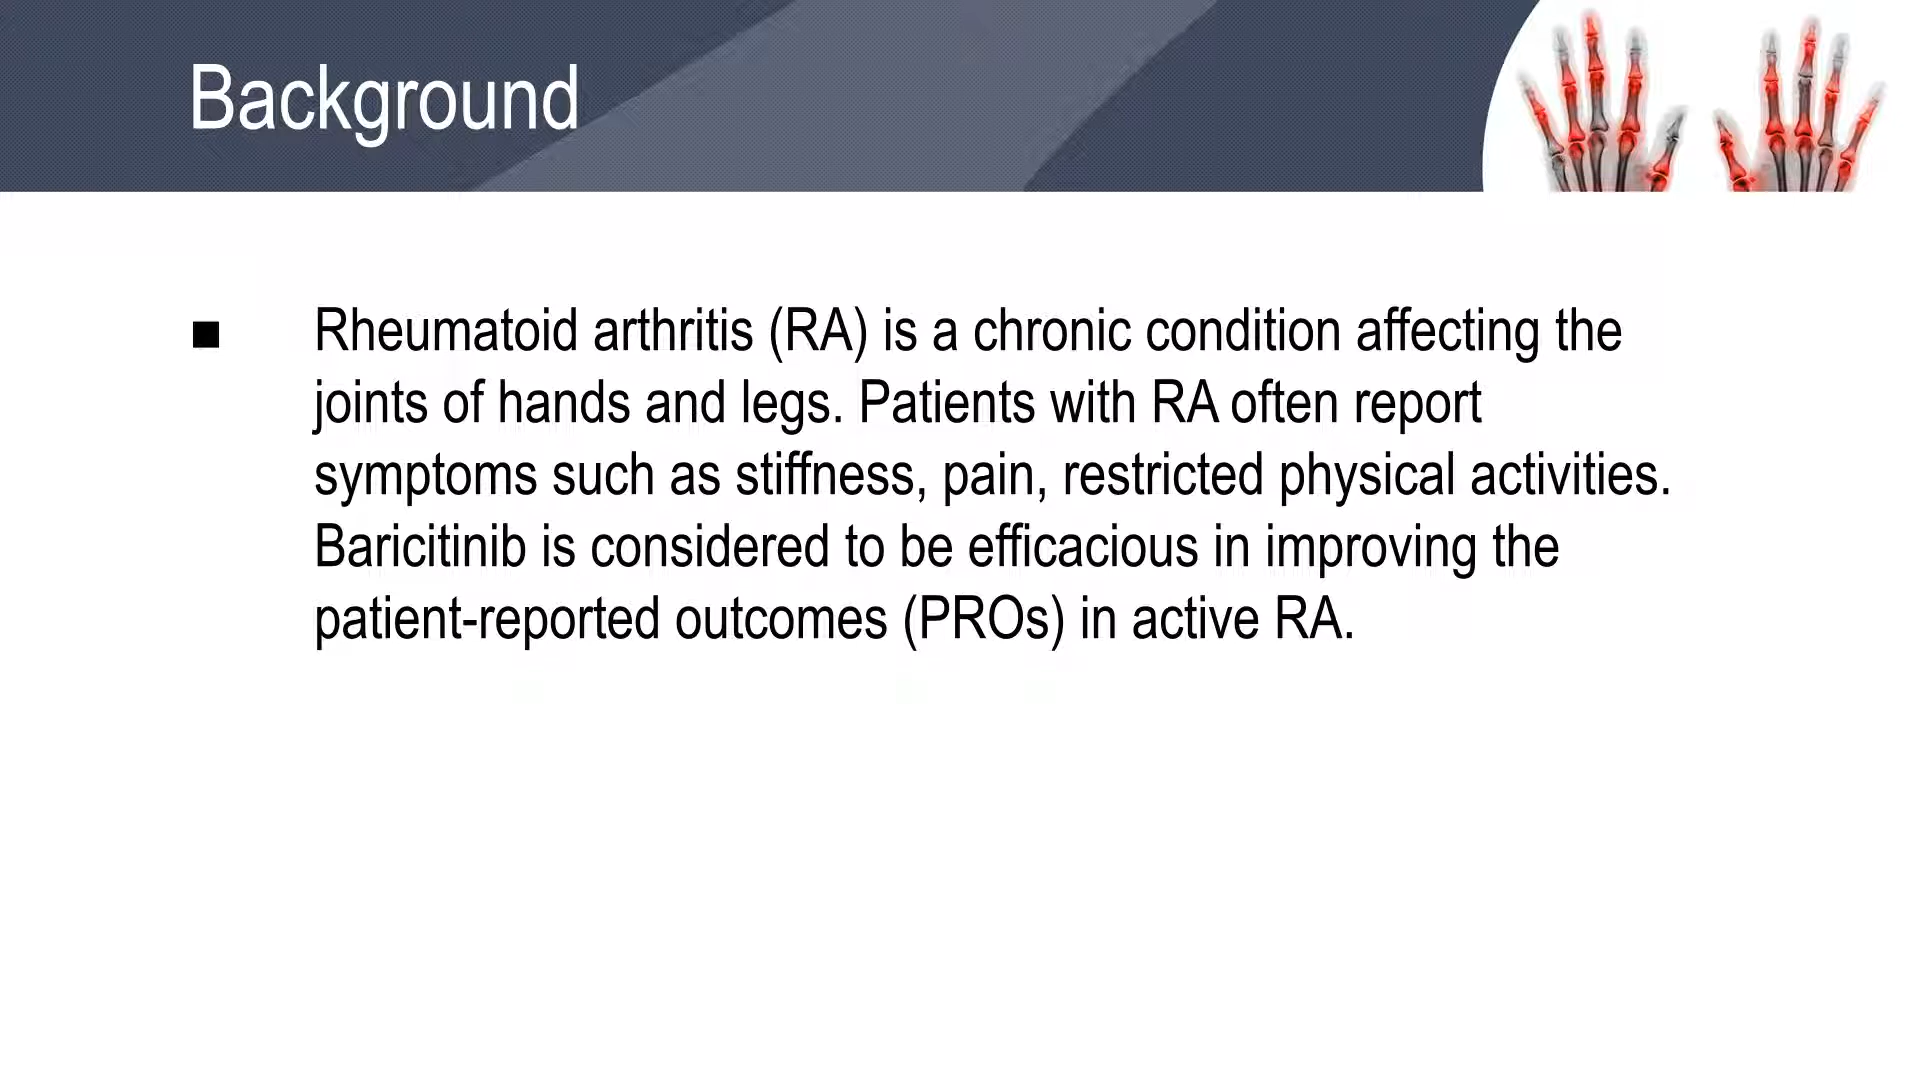 Background
■ Rheumatoid arthritis (RA) is a chronic condition affecting the
joints of hands and legs. Patients with RA often report
symptoms such as stiffness, pain, restricted physical activities.
Baricitinib is considered to be efficacious in improving the
patient-reported outcomes (PROs) in active RA.